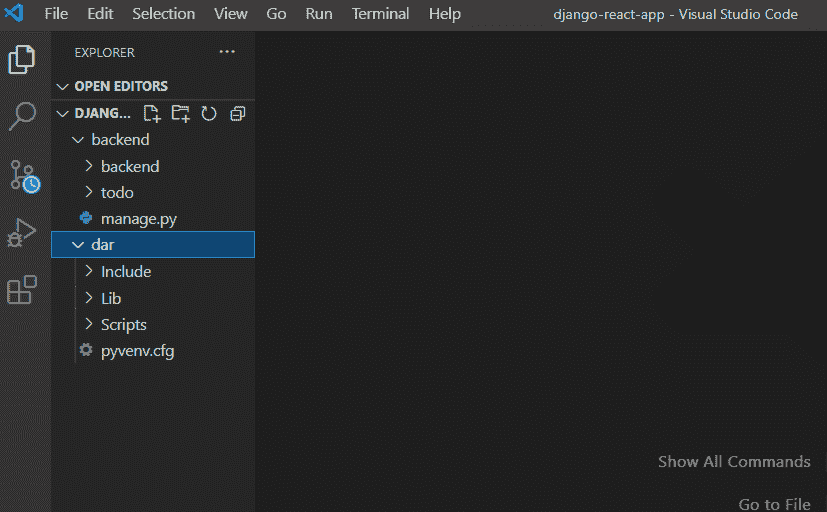 File Edit Selection View Go Run Terminal Help django-react-app - Visual Studio Code
EXPLORER
OPEN EDITORS
DJANG...
backend
backend
todo
manage.py
dar
Include
Lib
Scripts
pyvenv.cfg
Show All Commands
Go to File